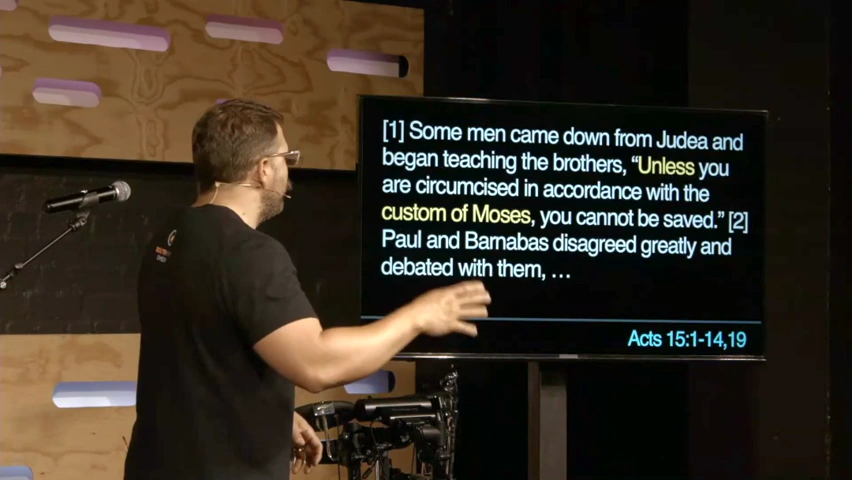 [1] Some men came down from Judea and
began teaching the brothers, “Unless you
are circumcised in accordance with the
custom of Moses, you cannot be saved.” [2]
Paul and Barnabas disagreed greatly and
debated with them, ...
Acts 15:1-14,19